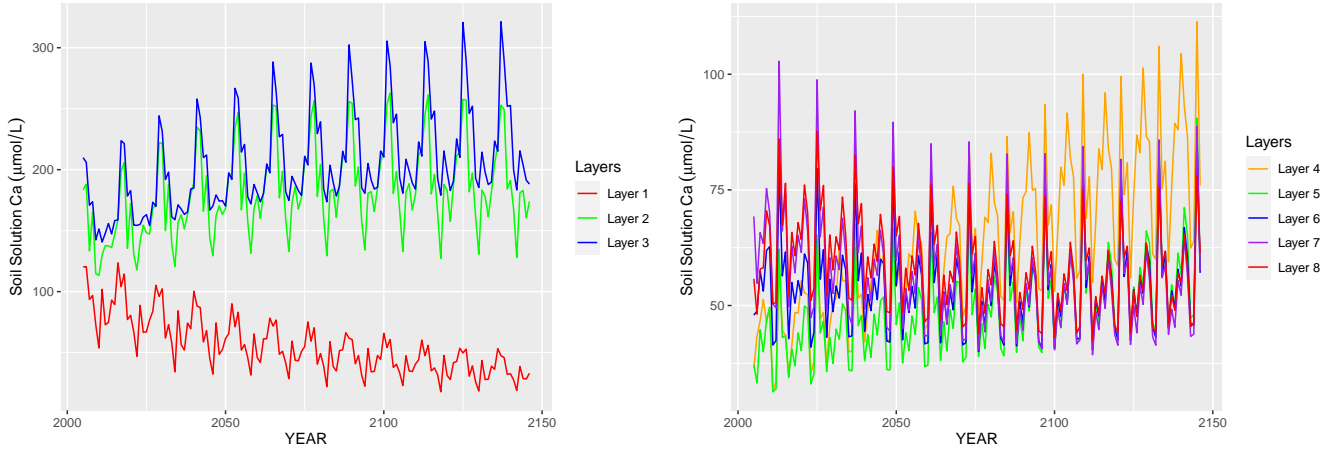 Soil Solution Ca (μmol/L)
300
200
100
2000
2050
2100
2150
YEAR
Layers
Layer 1
Layer 2
Layer 3
Soil Solution Ca (μmol/L)
100
75
50
2000
2050
2100
2150
YEAR
Layers
Layer 4
Layer 5
Layer 6
Layer 7
Layer 8